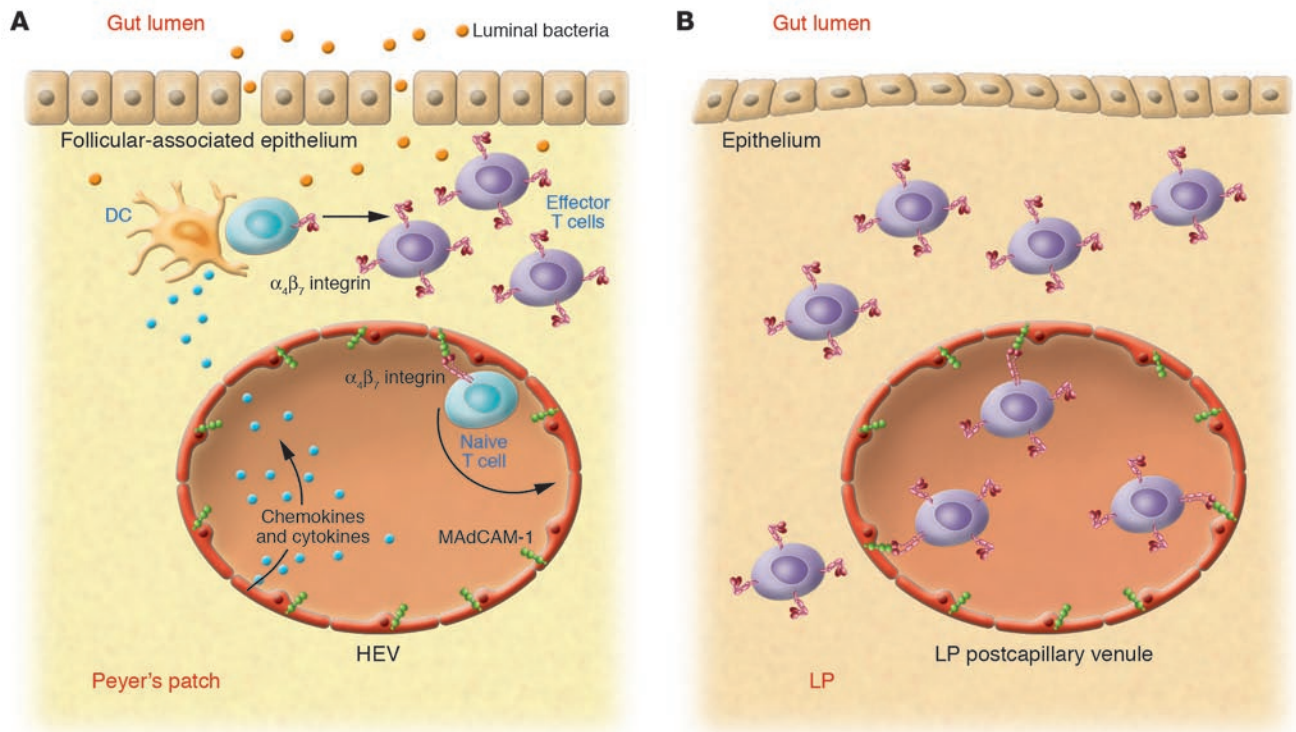 A
Gut lumen
Luminal bacteria
Follicular-associated epithelium
DC
Effector
T cells
α₄β₇ integrin
α₄β₇ integrin
Naive
T cell
Chemokines
and cytokines
MAdCAM-1
HEV
Peyer's patch
B
Gut lumen
Epithelium
LP postcapillary venule
LP